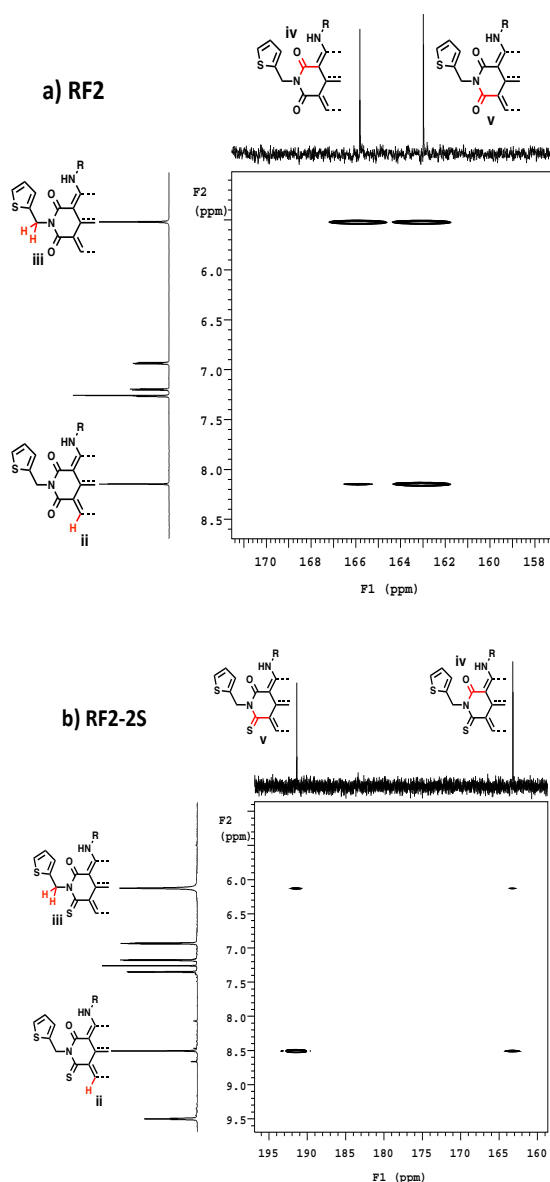 a) RF2
iv
R
HN
O
S
N
O
R
HN
O
S
N
O
v
R
HN
O
S
N
H
H
O
iii
F2
(ppm)
6.0
6.5
7.0
7.5
8.0
8.5
R
HN
O
S
N
O
H
ii
170 168 166 164 162 160 158
F1 (ppm)
b) RF2-2S
R
HN
O
S
N
S
v
iv
R
HN
O
S
N
S
R
HN
O
S
N
H
H
S
iii
F2
(ppm)
6.0
6.5
7.0
7.5
8.0
8.5
9.0
9.5
R
HN
O
S
N
S
H
ii
195 190 185 180 175 170 165 160
F1 (ppm)